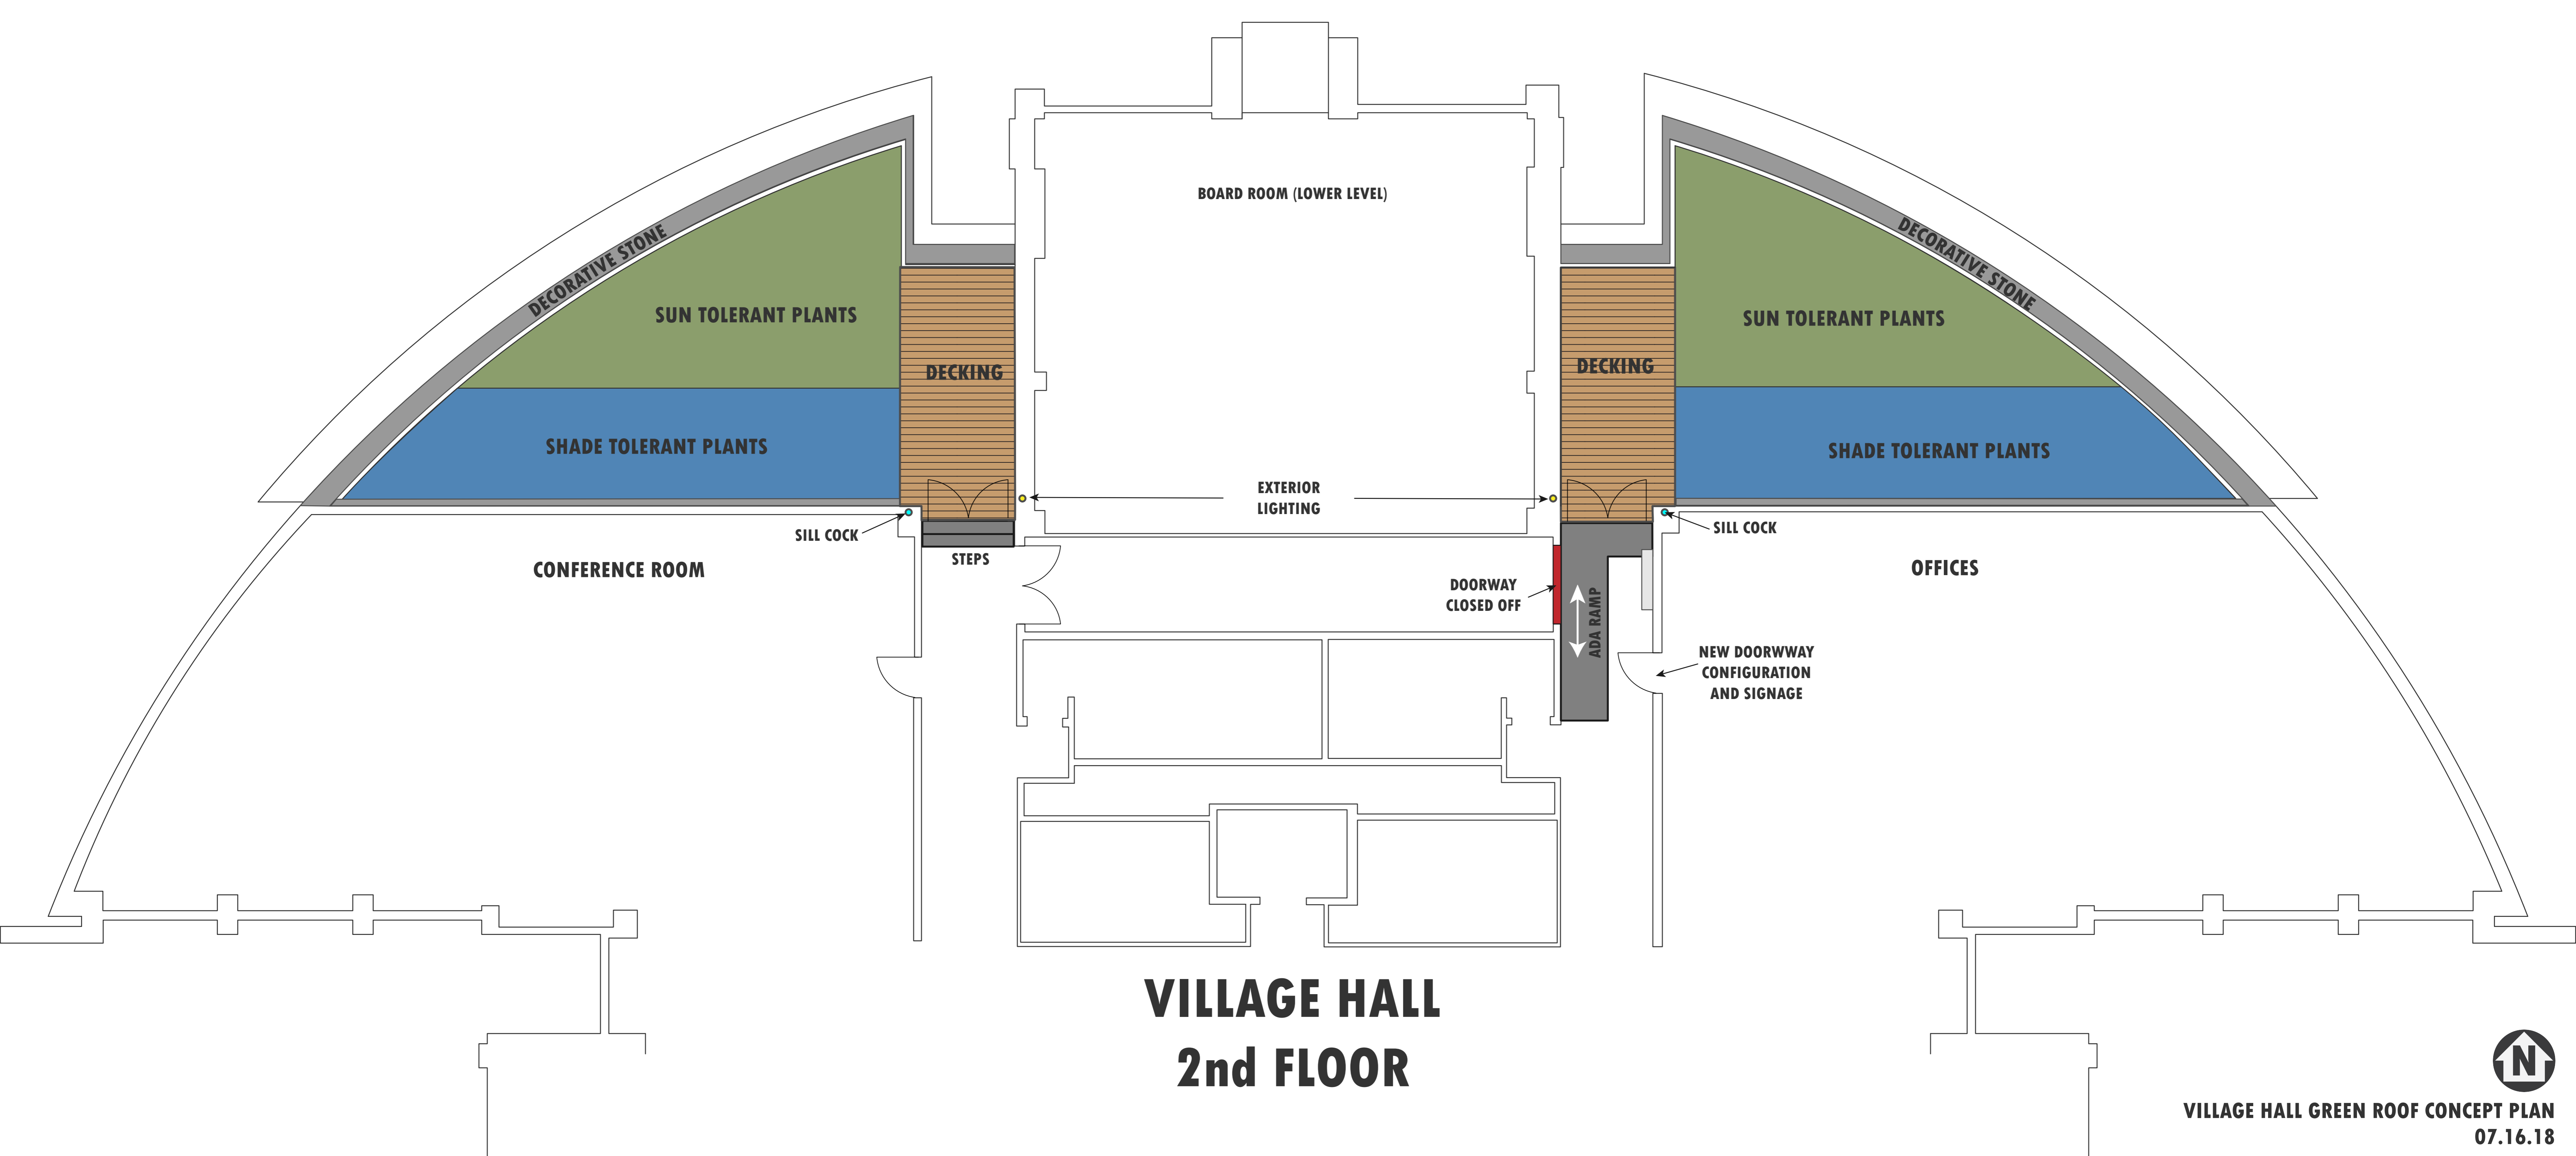 BOARD ROOM (LOWER LEVEL)
DECORATIVE STONE
DECORATIVE STONE
SUN TOLERANT PLANTS
SUN TOLERANT PLANTS
DECKING
DECKING
SHADE TOLERANT PLANTS
SHADE TOLERANT PLANTS
EXTERIOR
LIGHTING
SILL COCK
SILL COCK
STEPS
CONFERENCE ROOM
OFFICES
DOORWAY
CLOSED OFF
ADA RAMP
NEW DOORWWAY
CONFIGURATION
AND SIGNAGE
VILLAGE HALL
2nd FLOOR
N
VILLAGE HALL GREEN ROOF CONCEPT PLAN
07.16.18